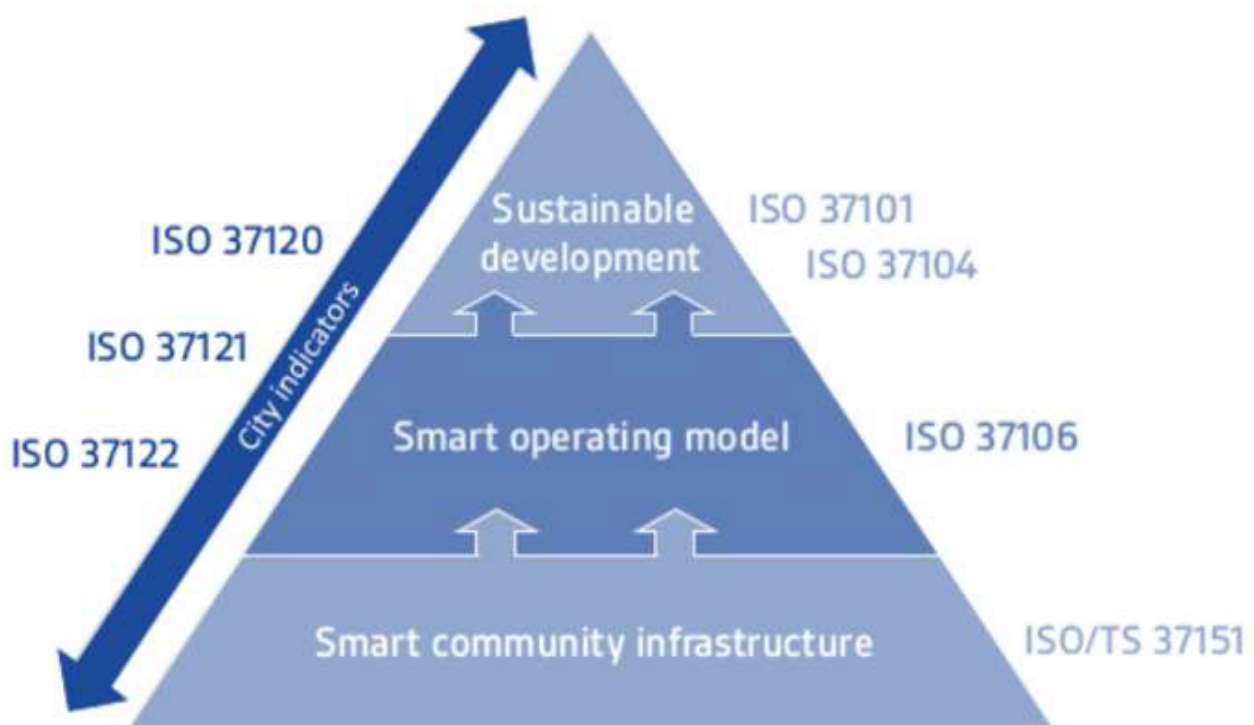 Sustainable
development
ISO 37101
ISO 37104
ISO 37120
ISO 37121
ISO 37122
City indicators
Smart operating model
ISO 37106
Smart community infrastructure
ISO/TS 37151